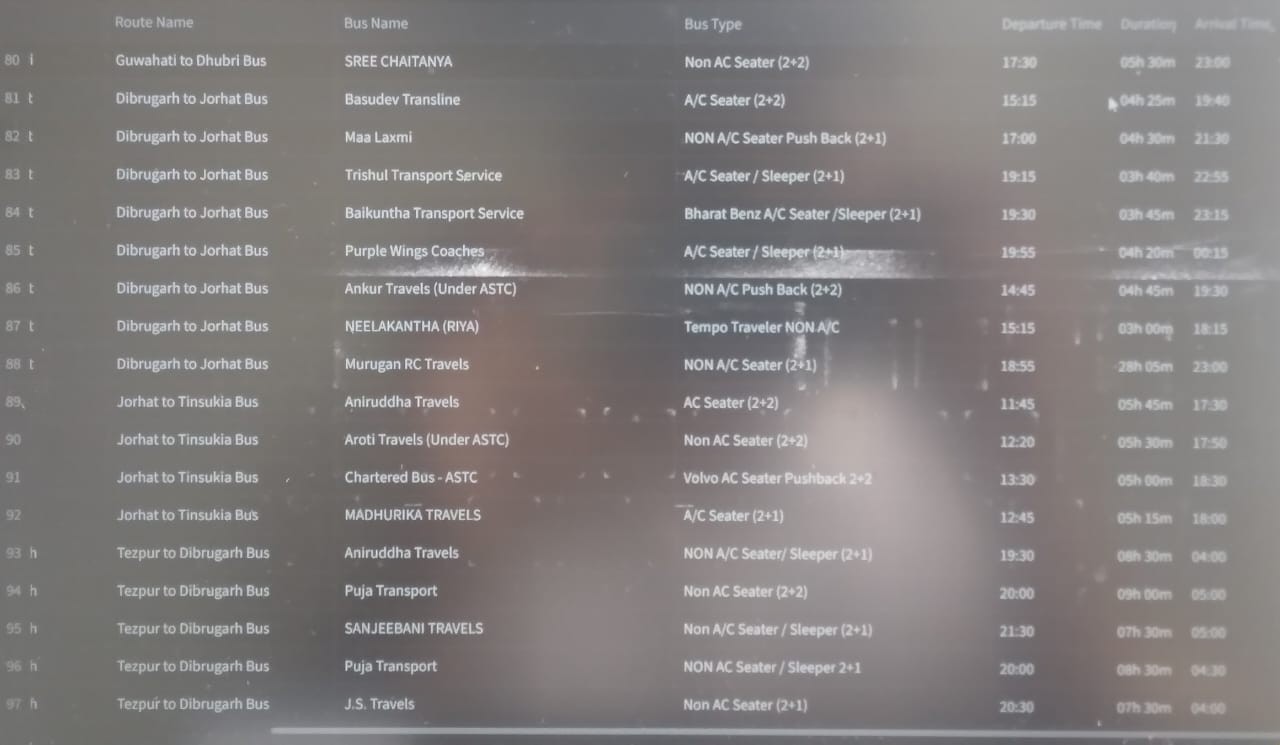 Route Name Bus Name Bus Type Departure Time Duration Arrival Time
80 i Guwahati to Dhubri Bus SREE CHAITANYA Non AC Seater (2+2) 17:30 05h 30m 23:00
81 t Dibrugarh to Jorhat Bus Basudev Transline A/C Seater (2+2) 15:15 04h 25m 19:40
82 t Dibrugarh to Jorhat Bus Maa Laxmi NON A/C Seater Push Back (2+1) 17:00 04h 30m 21:30
83 t Dibrugarh to Jorhat Bus Trishul Transport Service A/C Seater / Sleeper (2+1) 19:15 03h 40m 22:55
84 t Dibrugarh to Jorhat Bus Baikuntha Transport Service Bharat Benz A/C Seater /Sleeper (2+1) 19:30 03h 45m 23:15
85 t Dibrugarh to Jorhat Bus Purple Wings Coaches A/C Seater / Sleeper (2+1) 19:55 04h 20m 00:15
86 t Dibrugarh to Jorhat Bus Ankur Travels (Under ASTC) NON A/C Push Back (2+2) 14:45 04h 45m 19:30
87 t Dibrugarh to Jorhat Bus NEELAKANTHA (RIYA) Tempo Traveler NON A/C 15:15 03h 00m 18:15
88 t Dibrugarh to Jorhat Bus Murugan RC Travels NON A/C Seater (2+1) 18:55 28h 05m 23:00
89 Jorhat to Tinsukia Bus Aniruddha Travels AC Seater (2+2) 11:45 05h 45m 17:30
90 Jorhat to Tinsukia Bus Aroti Travels (Under ASTC) Non AC Seater (2+2) 12:20 05h 30m 17:50
91 Jorhat to Tinsukia Bus Chartered Bus - ASTC Volvo AC Seater Pushback 2+2 13:30 05h 00m 18:30
92 Jorhat to Tinsukia Bus MADHURIKA TRAVELS A/C Seater (2+1) 12:45 05h 15m 18:00
93 h Tezpur to Dibrugarh Bus Aniruddha Travels NON A/C Seater/ Sleeper (2+1) 19:30 08h 30m 04:00
94 h Tezpur to Dibrugarh Bus Puja Transport Non AC Seater (2+2) 20:00 09h 00m 05:00
95 h Tezpur to Dibrugarh Bus SANJEEBANI TRAVELS Non A/C Seater / Sleeper (2+1) 21:30 07h 30m 05:00
96 h Tezpur to Dibrugarh Bus Puja Transport NON AC Seater / Sleeper 2+1 20:00 08h 30m 04:30
97 h Tezpur to Dibrugarh Bus J.S. Travels Non AC Seater (2+1) 20:30 07h 30m 04:00